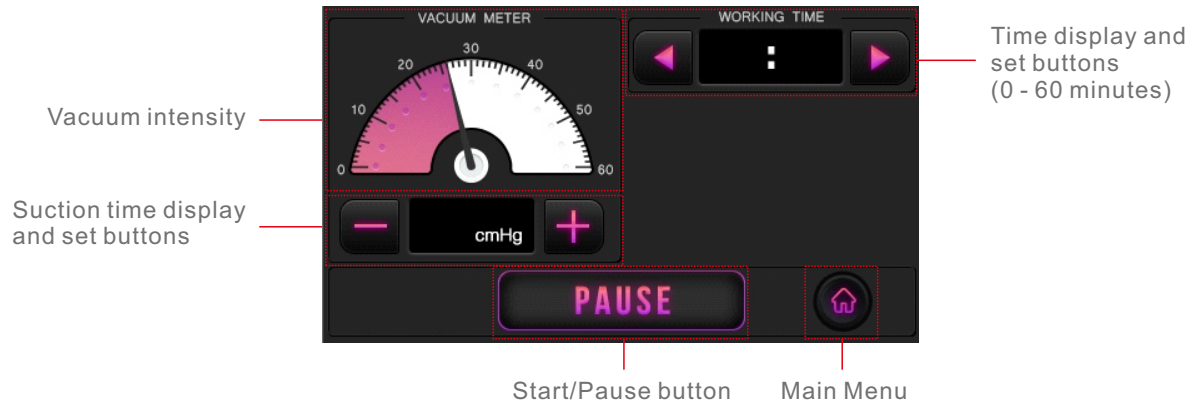 VACUUM METER
WORKING TIME
0
10
20
30
40
50
60
:
Time display and
set buttons
(0 - 60 minutes)
Vacuum intensity
Suction time display
and set buttons
cmHg
PAUSE
Start/Pause button
Main Menu